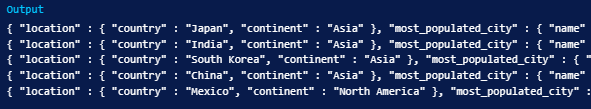 Output
{ "location" : { "country" : "Japan", "continent" : "Asia" }, "most_populated_city" : { "name"
{ "location" : { "country" : "India", "continent" : "Asia" }, "most_populated_city" : { "name"
{ "location" : { "country" : "South Korea", "continent" : "Asia" }, "most_populated_city" : {
{ "location" : { "country" : "China", "continent" : "Asia" }, "most_populated_city" : { "name"
{ "location" : { "country" : "Mexico", "continent" : "North America" }, "most_populated_city" :